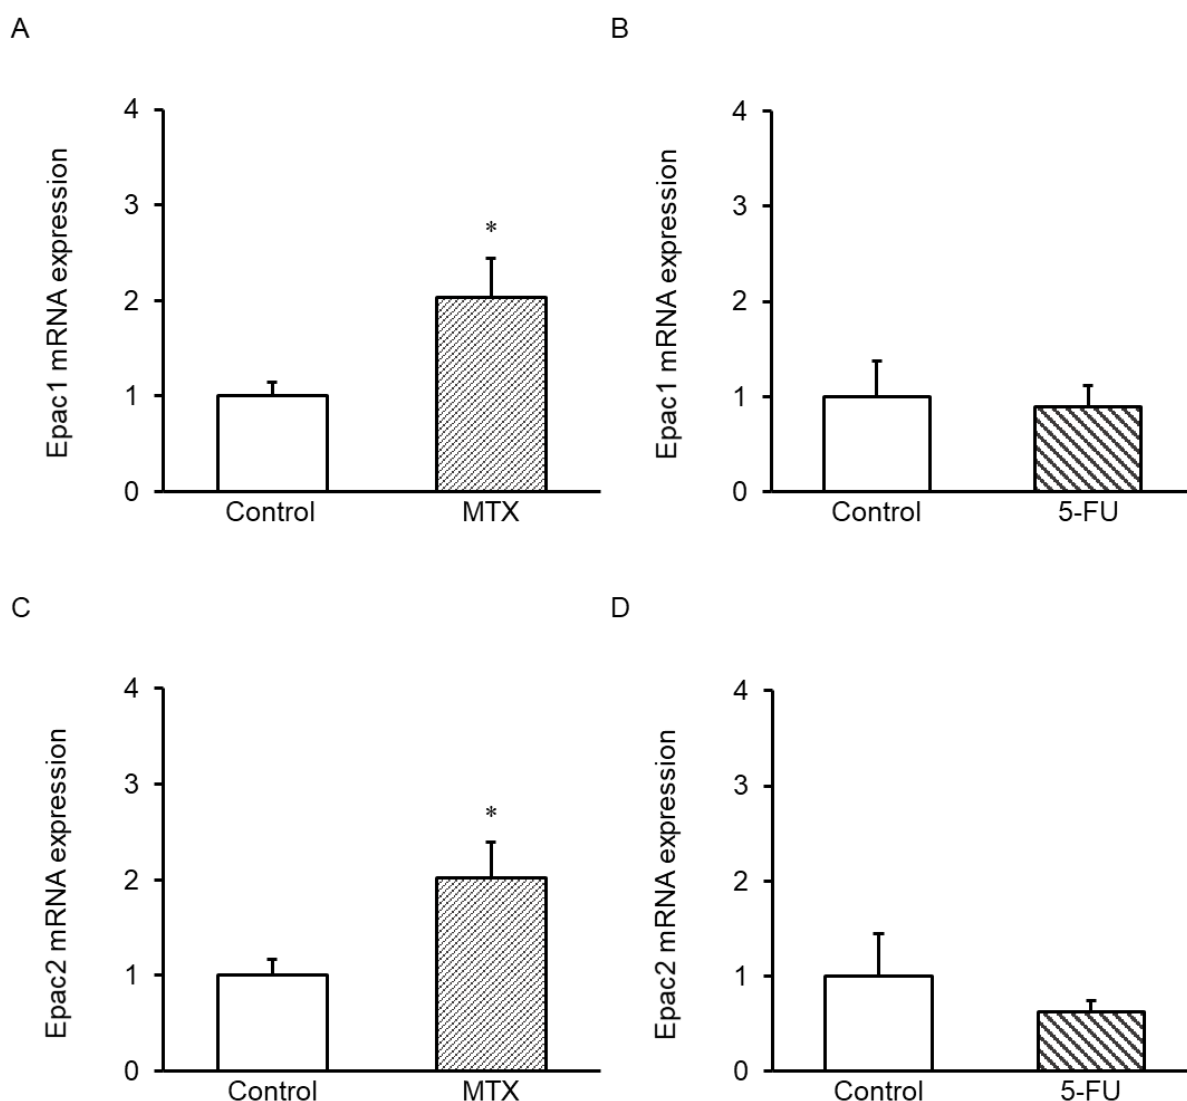 A
B
Epac1 mRNA expression
4
3
2
1
0
*
Control
MTX
Epac1 mRNA expression
4
3
2
1
0
Control
5-FU
C
D
Epac2 mRNA expression
4
3
2
1
0
*
Control
MTX
Epac2 mRNA expression
4
3
2
1
0
Control
5-FU